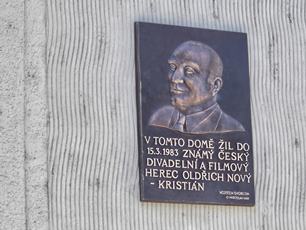 V TOMTO DOMĚ ŽIL DO
15.3.1983 ZNÁMÝ ČESKÝ
DIVADELNÍ A FILMOVÝ
HEREC OLDŘICH NOVÝ
- KRISTIÁN